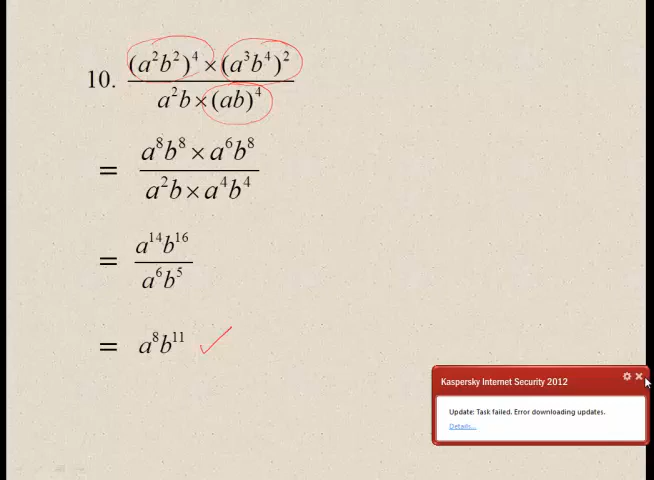 10. (a²b²)⁴ × (a³b⁴)²
a²b × (ab)⁴
= a⁸b⁸ × a⁶b⁸
a²b × a⁴b⁴
= a¹⁴b¹⁶
a⁶b⁵
= a⁸b¹¹
Kaspersky Internet Security 2012
Update: Task failed. Error downloading updates.
Details...